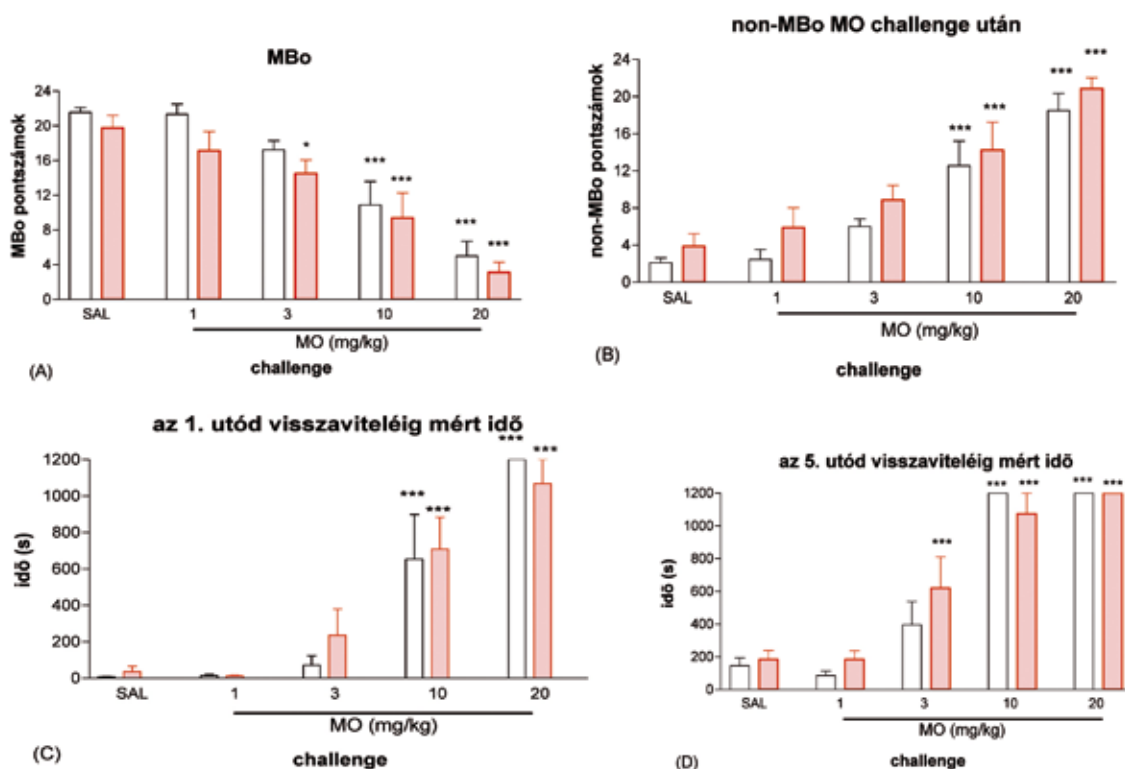 MBo
MBo pontszámok
24
20
16
12
8
4
0
*
***
***
***
***
SAL 1 3 10 20
MO (mg/kg)
challenge
(A)
non-MBo MO challenge után
non-MBo pontszámok
24
20
16
12
8
4
0
***
***
***
***
SAL 1 3 10 20
MO (mg/kg)
challenge
(B)
az 1. utód visszaviteléig mért idõ
idõ (s)
1200
1000
800
600
400
200
0
***
***
***
***
SAL 1 3 10 20
MO (mg/kg)
challenge
(C)
az 5. utód visszaviteléig mért idõ
idõ (s)
1200
1000
800
600
400
200
0
***
*** *** *** ***
SAL 1 3 10 20
MO (mg/kg)
challenge
(D)